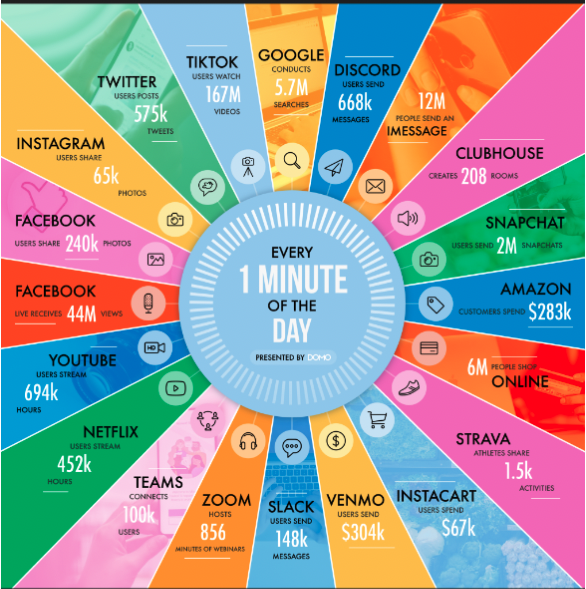 EVERY
1 MINUTE
OF THE
DAY
PRESENTED BY DOMO
GOOGLE
CONDUCTS
5.7M
SEARCHES
DISCORD
USERS SEND
668k
MESSAGES
12M
PEOPLE SEND AN
IMESSAGE
CLUBHOUSE
CREATES 208 ROOMS
SNAPCHAT
USERS SEND 2M SNAPCHATS
AMAZON
CUSTOMERS SPEND $283k
6M PEOPLE SHOP
ONLINE
STRAVA
ATHLETES SHARE
1.5k
ACTIVITIES
INSTACART
USERS SPEND
$67k
VENMO
USERS SEND
$304k
SLACK
USERS SEND
148k
MESSAGES
ZOOM
HOSTS
856
MINUTES OF WEBINARS
TEAMS
CONNECTS
100k
USERS
NETFLIX
USERS STREAM
452k
HOURS
YOUTUBE
USERS STREAM
694k
HOURS
FACEBOOK
LIVE RECEIVES 44M VIEWS
FACEBOOK
USERS SHARE 240k PHOTOS
INSTAGRAM
USERS SHARE
65k
PHOTOS
TWITTER
USERS POSTS
575k
TWEETS
TIKTOK
USERS WATCH
167M
VIDEOS